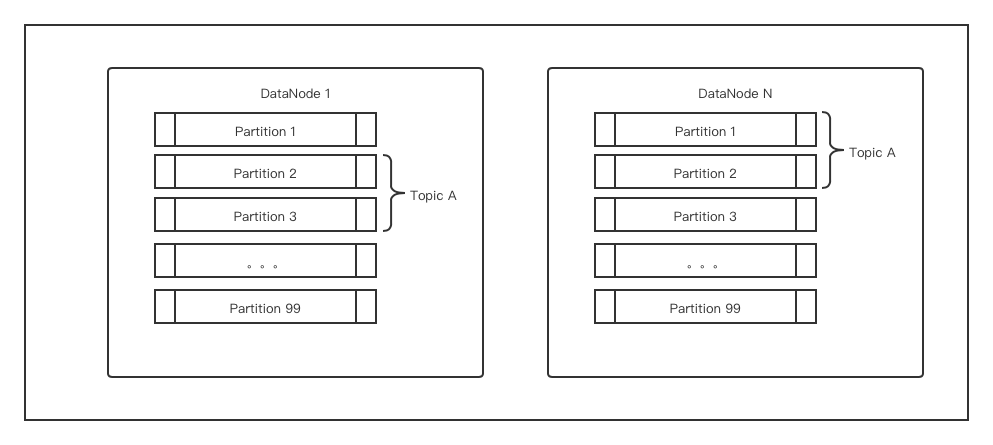 DataNode 1
Partition 1
Partition 2
Partition 3
Topic A
。。。
Partition 99
DataNode N
Partition 1
Topic A
Partition 2
Partition 3
。。。
Partition 99